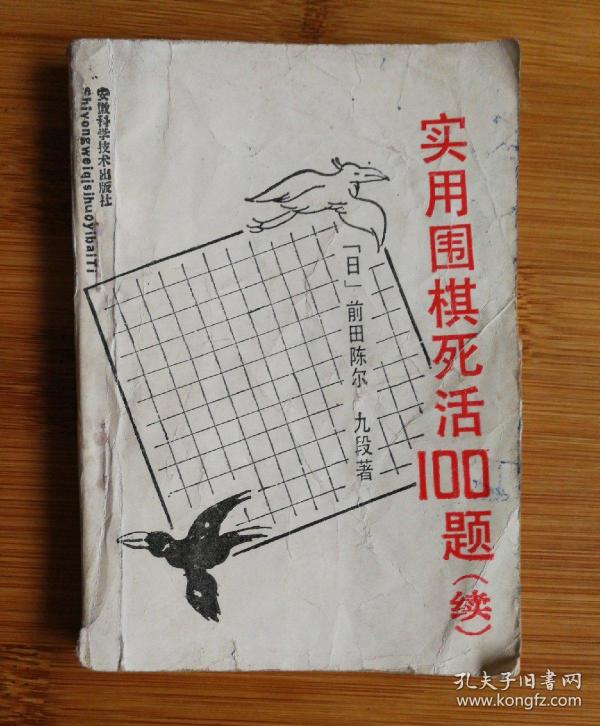 实用围棋死活100题(续)
「日」前田陈尔 九段著
安徽科学技术出版社
shiyongweiqisihuoyibaiTi
孔夫子旧书网
www.kongfz.com